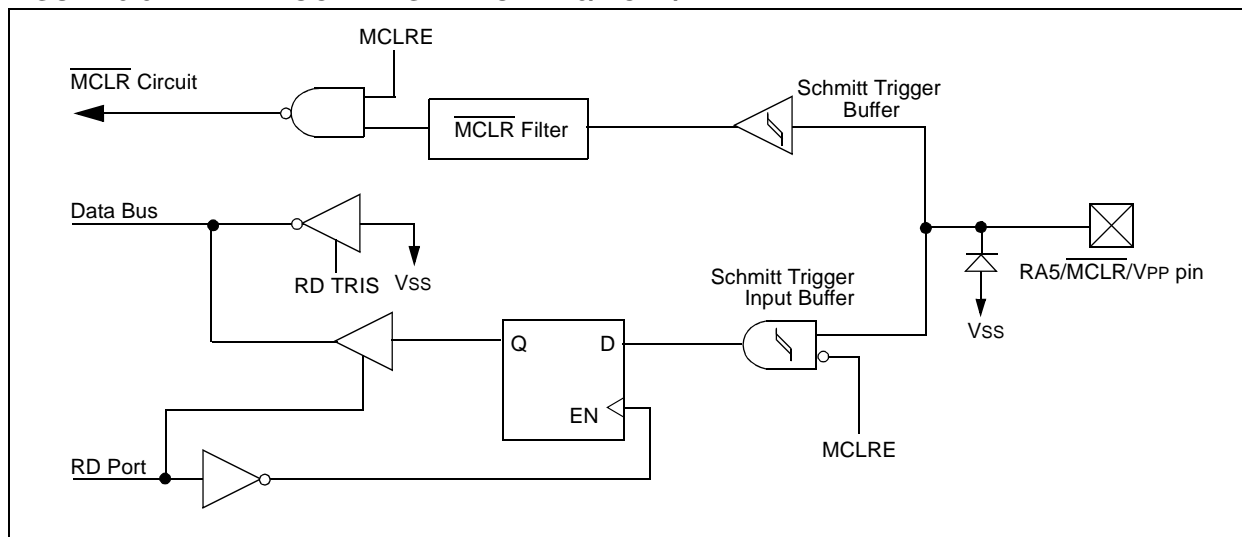 MCLRE
MCLR Circuit
Schmitt Trigger
Buffer
MCLR Filter
Data Bus
RD TRIS
VSS
RA5/MCLR/VPP pin
Schmitt Trigger
Input Buffer
VSS
Q
D
EN
MCLRE
RD Port